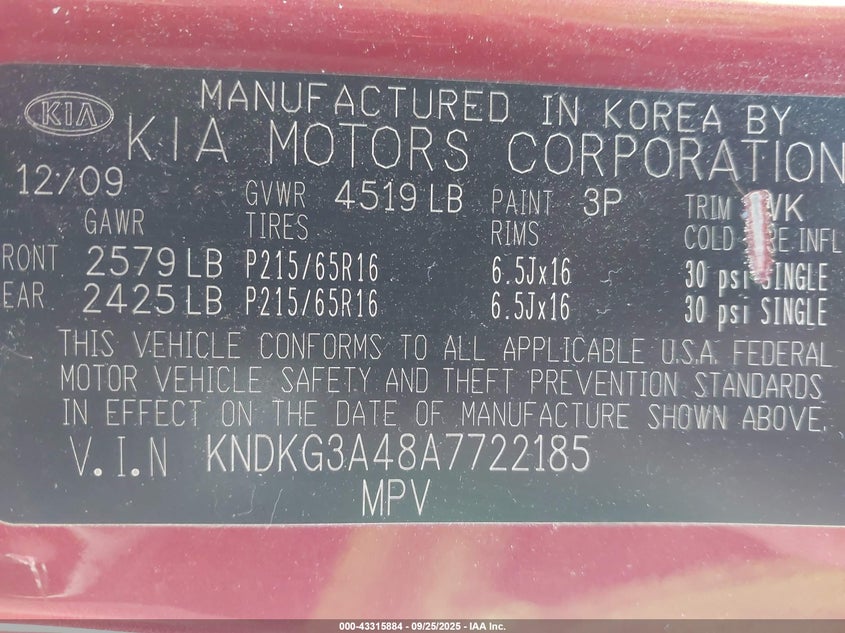 KIA
MANUFACTURED IN KOREA BY
KIA MOTORS CORPORATION
12/09 GVWR 4519 LB PAINT 3P TRIM VK
GAWR TIRES RIMS COLD RE INFL
RONT 2579 LB P215/65R16 6.5Jx16 30 psi SINGLE
EAR 2425 LB P215/65R16 6.5Jx16 30 psi SINGLE
THIS VEHICLE CONFORMS TO ALL APPLICABLE U.S.A. FEDERAL
MOTOR VEHICLE SAFETY AND THEFT PREVENTION STANDARDS
IN EFFECT ON THE DATE OF MANUFACTURE SHOWN ABOVE.
V.I.N KNDKG3A48A7722185
MPV
000-43315884 - 09/25/2025 - IAA Inc.